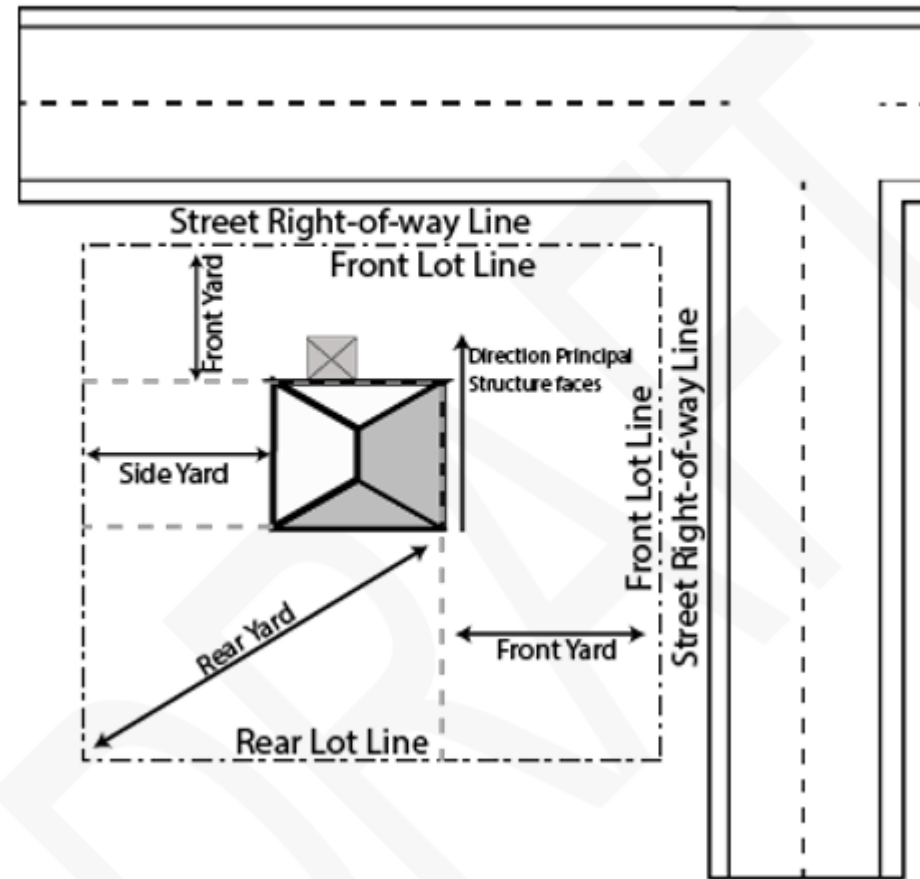 Street Right-of-way Line
Front Lot Line
Front Yard
Direction Principal
Structure faces
Side Yard
Front Lot Line
Street Right-of-way Line
Rear Yard
Front Yard
Rear Lot Line
DRAFT